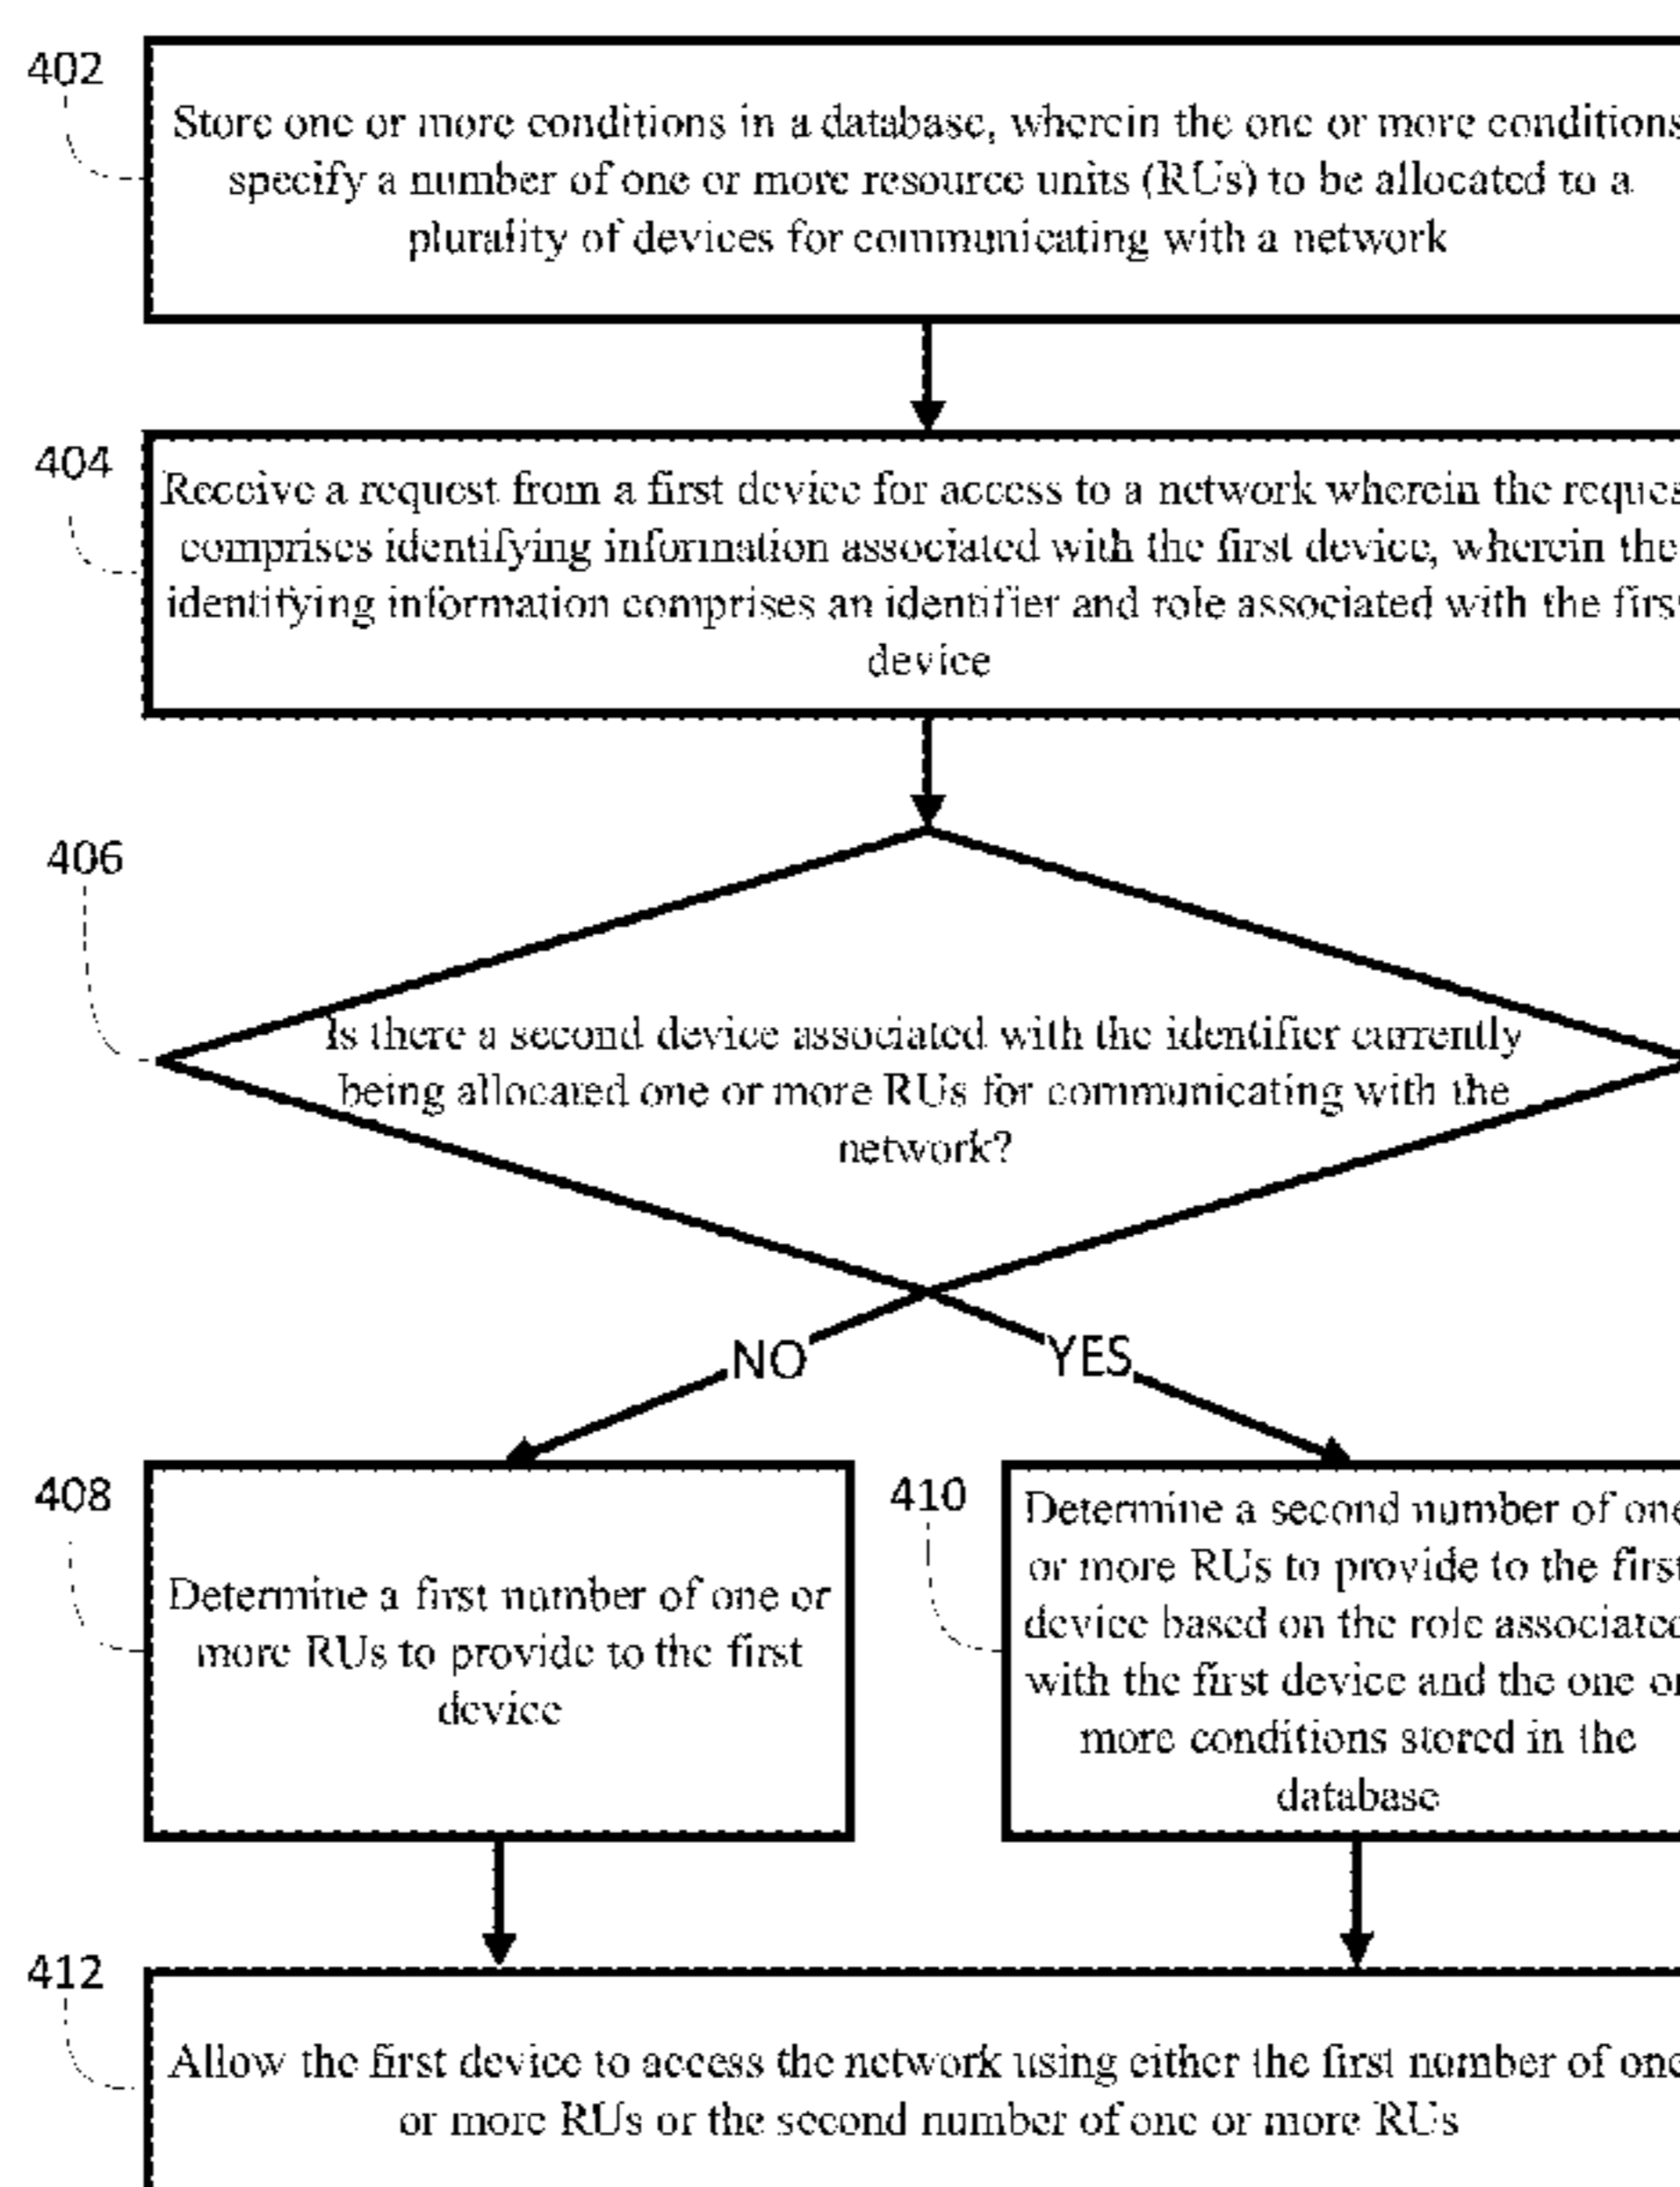 402
Store one or more conditions in a database, wherein the one or more conditions
specify a number of one or more resource units (RUs) to be allocated to a
plurality of devices for communicating with a network
404
Receive a request from a first device for access to a network wherein the reques
comprises identifying information associated with the first device, wherein the
identifying information comprises an identifier and role associated with the firs
device
406
Is there a second device associated with the identifier currently
being allocated one or more RUs for communicating with the
network?
NO
YES
408
Determine a first number of one or
more RUs to provide to the first
device
410
Determine a second number of one
or more RUs to provide to the first
device based on the role associated
with the first device and the one or
more conditions stored in the
database
412
Allow the first device to access the network using either the first number of one
or more RUs or the second number of one or more RUs